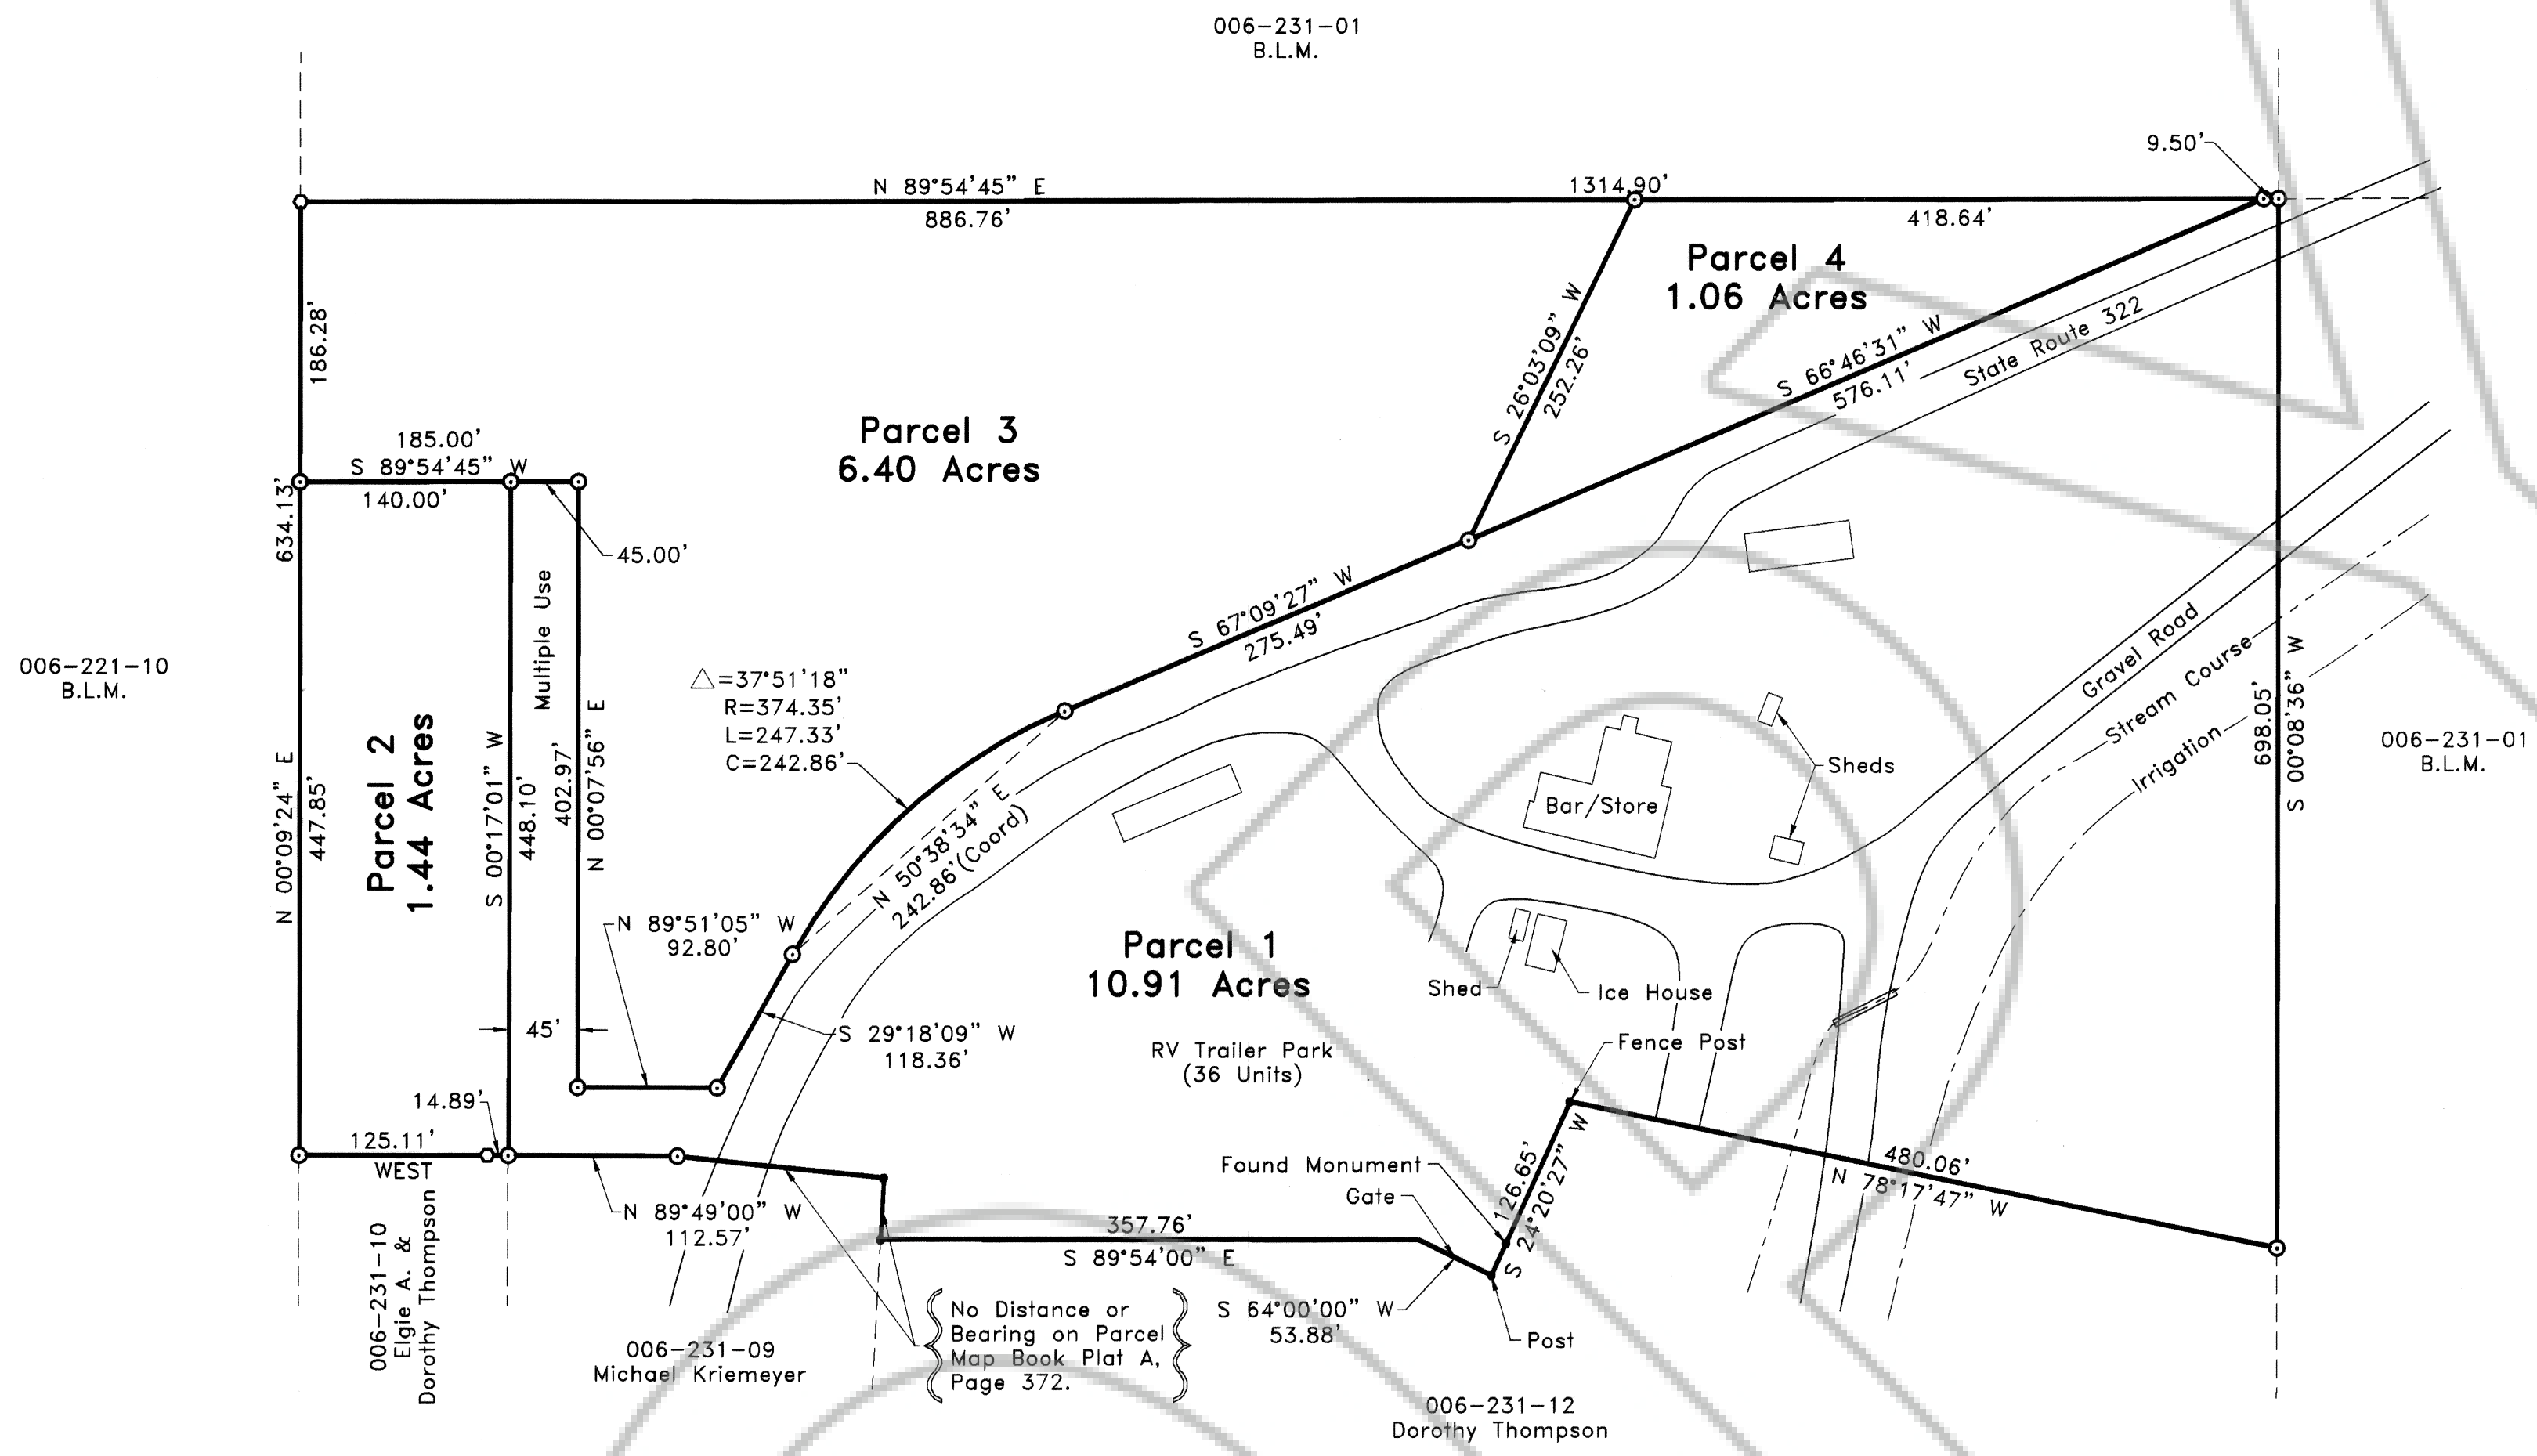 006-231-01
B.L.M.
9.50'
N 89°54'45" E
1314.90'
886.76'
418.64'
Parcel 4
1.06 Acres
186.28'
S 26°03'09" W
252.26'
S 66°46'31" W
576.11'
State Route 322
Parcel 3
6.40 Acres
185.00'
S 89°54'45" W
140.00'
45.00'
634.13'
N 00°09'24" E
447.85'
Parcel 2
1.44 Acres
S 00°17'01" W
448.10'
Multiple Use
402.97'
N 00°07'56" E
006-221-10
B.L.M.
S 67°09'27" W
275.49'
△=37°51'18"
R=374.35'
L=247.33'
C=242.86'
N 50°38'34" E
242.86'(Coord)
Gravel Road
Stream Course
Irrigation
698.05'
S 00°08'36" W
006-231-01
B.L.M.
Sheds
Bar/Store
N 89°51'05" W
92.80'
Parcel 1
10.91 Acres
Shed
Ice House
45'
S 29°18'09" W
118.36'
RV Trailer Park
(36 Units)
Fence Post
14.89'
125.11'
WEST
N 89°49'00" W
112.57'
Found Monument
Gate
126.65'
S 24°20'27" W
480.06'
N 78°17'47" W
357.76'
S 89°54'00" E
S 64°00'00" W
53.88'
Post
006-231-10
Elgie A. &
Dorothy Thompson
006-231-09
Michael Kriemeyer
No Distance or
Bearing on Parcel
Map Book Plat A,
Page 372.
006-231-12
Dorothy Thompson